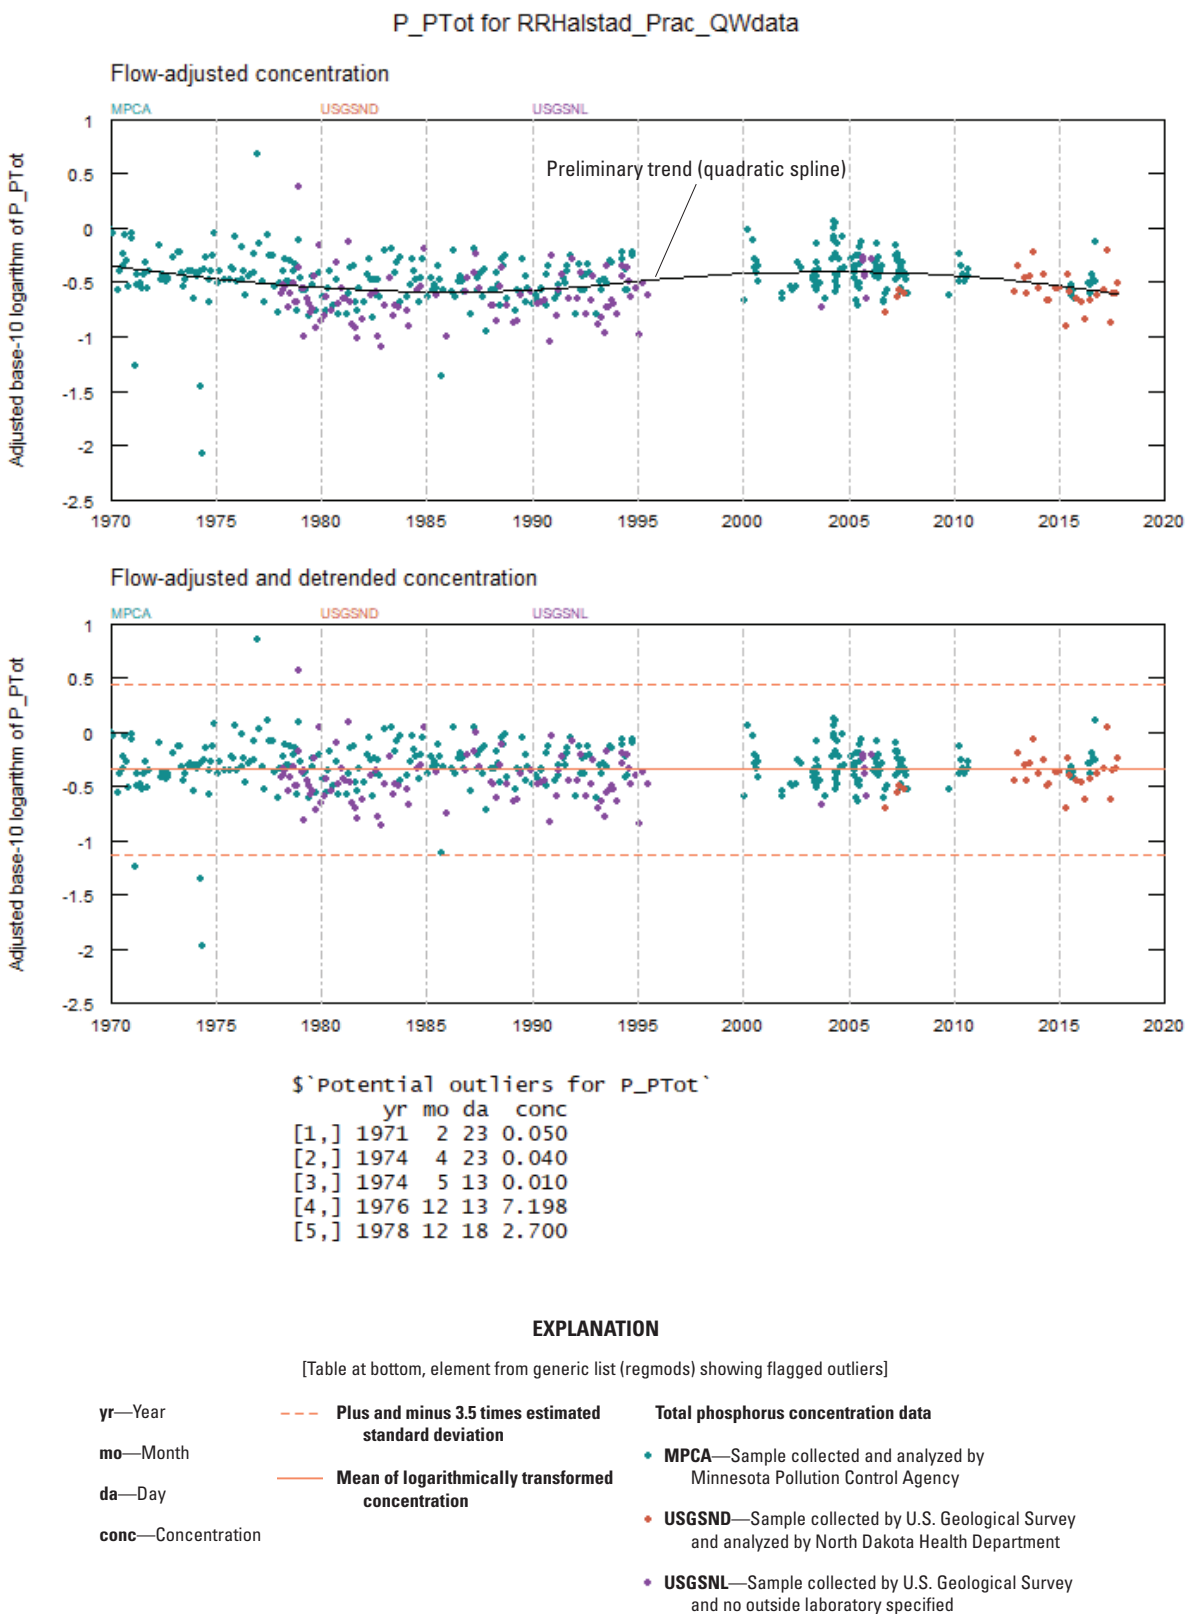 P_PTot for RRHalstad_Prac_QWdata
Flow-adjusted concentration
MPCA USGSND USGSNL
Adjusted base-10 logarithm of P_PTot
1
0.5
0
-0.5
-1
-1.5
-2
-2.5
Preliminary trend (quadratic spline)
1970 1975 1980 1985 1990 1995 2000 2005 2010 2015 2020
Flow-adjusted and detrended concentration
MPCA USGSND USGSNL
Adjusted base-10 logarithm of P_PTot
1
0.5
0
-0.5
-1
-1.5
-2
-2.5
1970 1975 1980 1985 1990 1995 2000 2005 2010 2015 2020
$`Potential outliers for P_PTot`
yr mo da conc
[1,] 1971 2 23 0.050
[2,] 1974 4 23 0.040
[3,] 1974 5 13 0.010
[4,] 1976 12 13 7.198
[5,] 1978 12 18 2.700
EXPLANATION
[Table at bottom, element from generic list (regmods) showing flagged outliers]
yr—Year
mo—Month
da—Day
conc—Concentration
Plus and minus 3.5 times estimated
standard deviation
Mean of logarithmically transformed
concentration
Total phosphorus concentration data
MPCA—Sample collected and analyzed by
Minnesota Pollution Control Agency
USGSND—Sample collected by U.S. Geological Survey
and analyzed by North Dakota Health Department
USGSNL—Sample collected by U.S. Geological Survey
and no outside laboratory specified